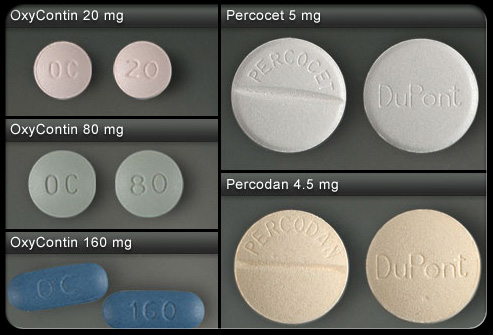 OxyContin 20 mg
OC 20
OxyContin 80 mg
OC 80
OxyContin 160 mg
OC
160
Percocet 5 mg
PERCOCET
DuPont
Percodan 4.5 mg
PERCODAN
DuPont